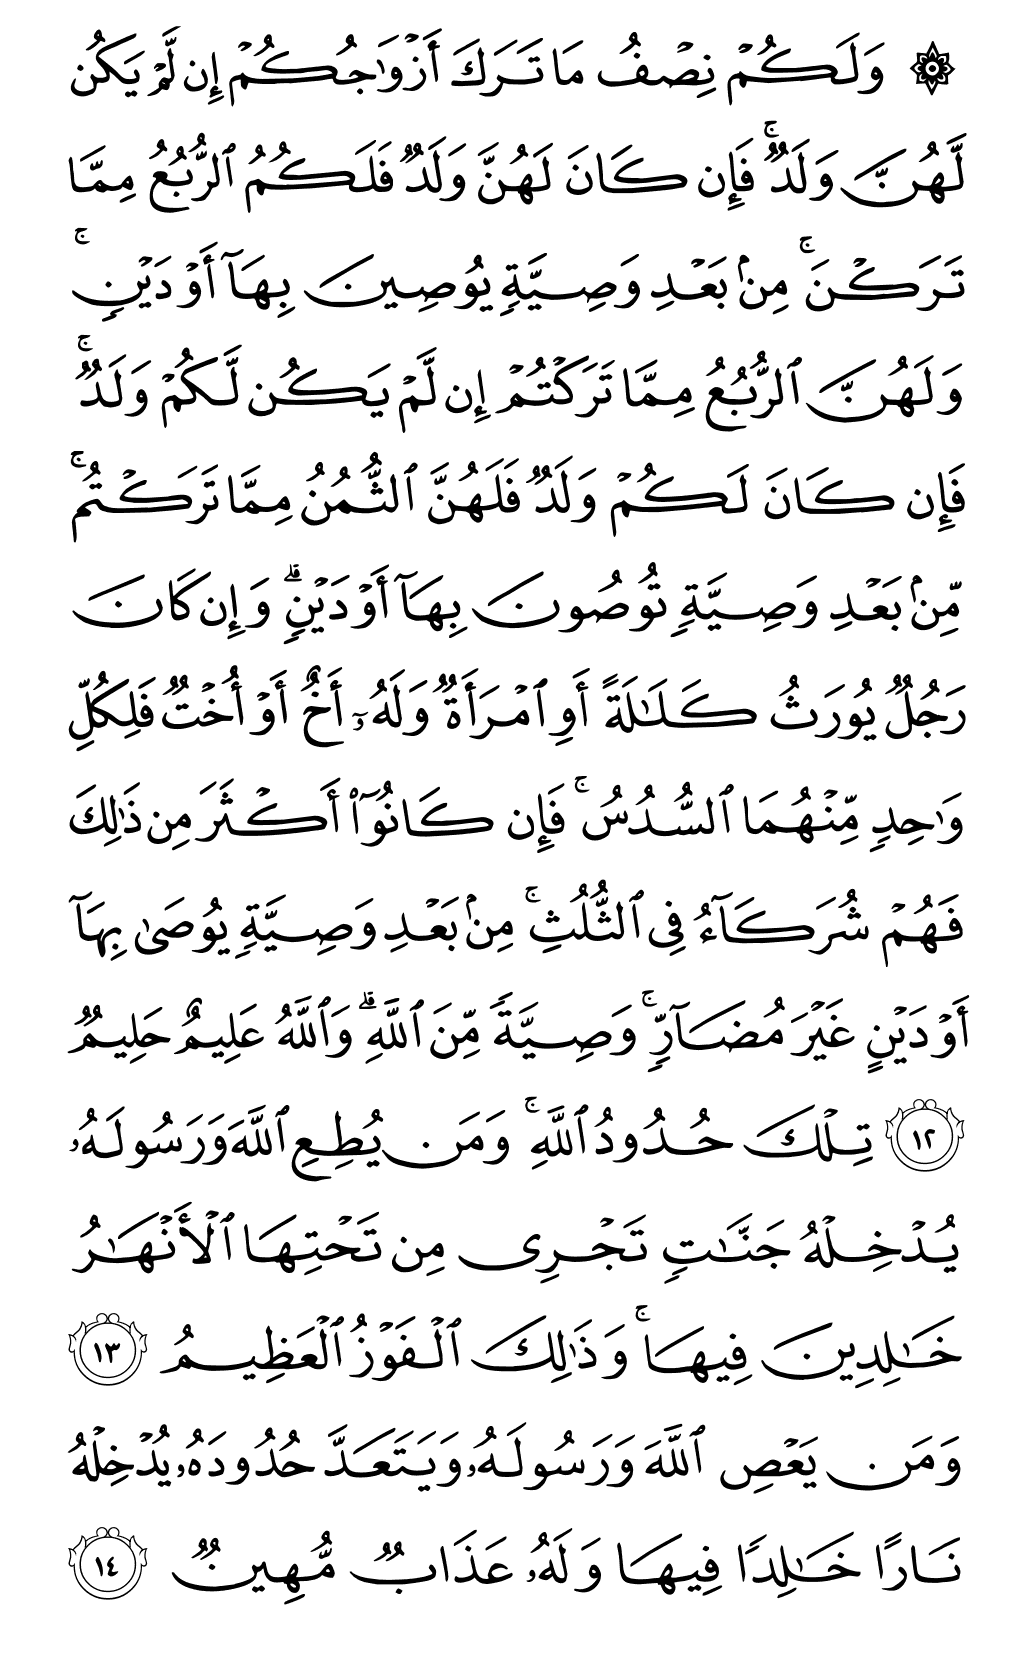 ۞ وَلَكُمۡ نِصۡفُ مَا تَرَكَ أَزۡوَٰجُكُمۡ إِن لَّمۡ يَكُن
لَّهُنَّ وَلَدٞۚ فَإِن كَانَ لَهُنَّ وَلَدٞ فَلَكُمُ ٱلرُّبُعُ مِمَّا
تَرَكۡنَۚ مِنۢ بَعۡدِ وَصِيَّةٖ يُوصِينَ بِهَآ أَوۡ دَيۡنٖۚ
وَلَهُنَّ ٱلرُّبُعُ مِمَّا تَرَكۡتُمۡ إِن لَّمۡ يَكُن لَّكُمۡ وَلَدٞۚ
فَإِن كَانَ لَكُمۡ وَلَدٞ فَلَهُنَّ ٱلثُّمُنُ مِمَّا تَرَكۡتُمۚ
مِّنۢ بَعۡدِ وَصِيَّةٖ تُوصُونَ بِهَآ أَوۡ دَيۡنٖۗ وَإِن كَانَ
رَجُلٞ يُورَثُ كَلَٰلَةً أَوِ ٱمۡرَأَةٞ وَلَهُۥٓ أَخٌ أَوۡ أُخۡتٞ فَلِكُلِّ
وَٰحِدٖ مِّنۡهُمَا ٱلسُّدُسُۚ فَإِن كَانُوٓاْ أَكۡثَرَ مِن ذَٰلِكَ
فَهُمۡ شُرَكَآءُ فِي ٱلثُّلُثِۚ مِنۢ بَعۡدِ وَصِيَّةٖ يُوصَىٰ بِهَآ
أَوۡ دَيۡنٍ غَيۡرَ مُضَآرّٖۚ وَصِيَّةٗ مِّنَ ٱللَّهِۗ وَٱللَّهُ عَلِيمٌ حَلِيمٞ
١٢ تِلۡكَ حُدُودُ ٱللَّهِۚ وَمَن يُطِعِ ٱللَّهَ وَرَسُولَهُۥ
يُدۡخِلۡهُ جَنَّٰتٖ تَجۡرِي مِن تَحۡتِهَا ٱلۡأَنۡهَٰرُ
خَٰلِدِينَ فِيهَاۚ وَذَٰلِكَ ٱلۡفَوۡزُ ٱلۡعَظِيمُ ١٣
وَمَن يَعۡصِ ٱللَّهَ وَرَسُولَهُۥ وَيَتَعَدَّ حُدُودَهُۥ يُدۡخِلۡهُ
نَارًا خَٰلِدٗا فِيهَا وَلَهُۥ عَذَابٞ مُّهِينٞ ١٤